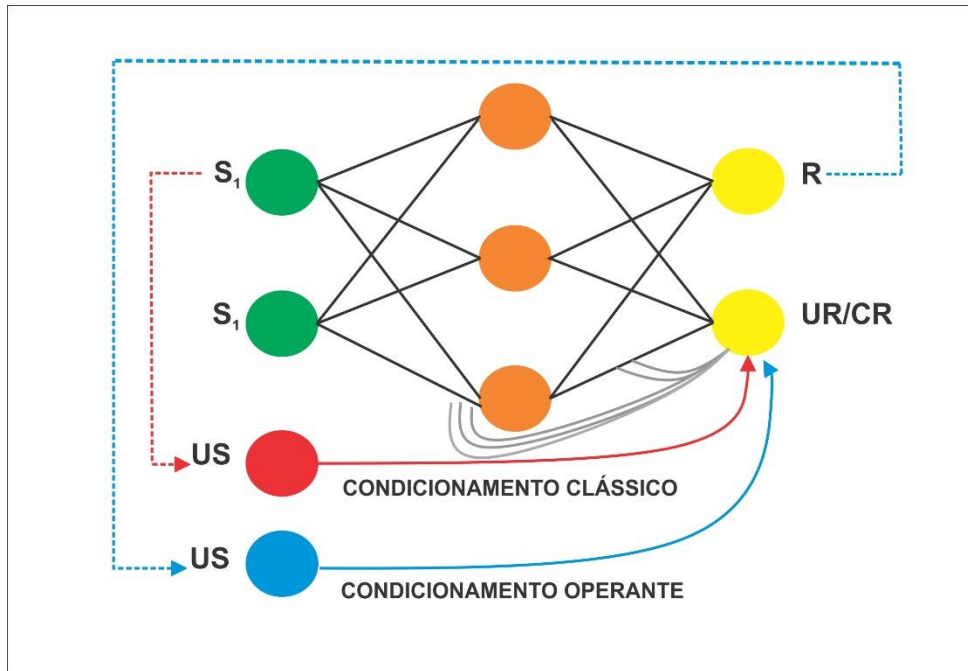 S₁
R
S₁
UR/CR
US
CONDICIONAMENTO CLÁSSICO
US
CONDICIONAMENTO OPERANTE